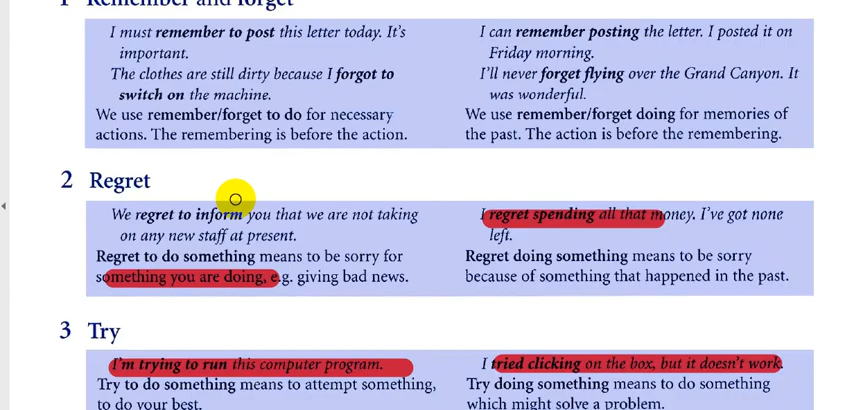 1 Remember and forget
I must remember to post this letter today. It's
important.
The clothes are still dirty because I forgot to
switch on the machine.
We use remember/forget to do for necessary
actions. The remembering is before the action.
I can remember posting the letter. I posted it on
Friday morning.
I'll never forget flying over the Grand Canyon. It
was wonderful.
We use remember/forget doing for memories of
the past. The action is before the remembering.
2 Regret
We regret to inform you that we are not taking
on any new staff at present.
Regret to do something means to be sorry for
something you are doing, e.g. giving bad news.
I regret spending all that money. I've got none
left.
Regret doing something means to be sorry
because of something that happened in the past.
3 Try
I'm trying to run this computer program.
Try to do something means to attempt something,
to do your best.
I tried clicking on the box, but it doesn't work.
Try doing something means to do something
which might solve a problem.